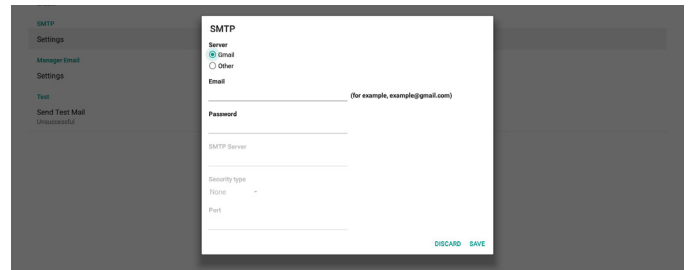 SMTP
Settings
Manager Email
Settings
Test
Send Test Mail
Unsuccessful
SMTP
Server
Gmail
Other
Email
(for example, example@gmail.com)
Password
SMTP Server
Security type
None
Port
DISCARD SAVE